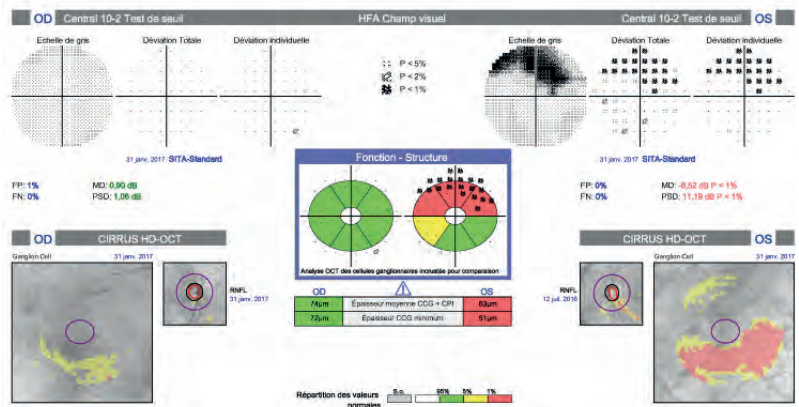 OD Central 10-2 Test de seuil HFA Champ visuel Central 10-2 Test de seuil OS
Echelle de gris Déviation Totale Déviation individuelle
Echelle de gris Déviation Totale Déviation individuelle
P < 5%
P < 2%
P < 1%
31 janv. 2017 SITA-Standard
31 janv. 2017 SITA-Standard
FP: 1% MD: 0,90 dB
FN: 0% PSD: 1,06 dB
Fonction - Structure
Analyse OCT des cellules ganglionnaires incrustée pour comparaison
FP: 0% MD: -8,52 dB P < 1%
FN: 0% PSD: 11,19 dB P < 1%
OD CIRRUS HD-OCT
Ganglion Cell 31 janv. 2017
RNFL
31 janv. 2017
OD OS
74µm Épaisseur moyenne CCG + CPI 63µm
72µm Épaisseur CCG minimum 51µm
CIRRUS HD-OCT OS
Ganglion Cell 31 janv. 2017
RNFL
12 juil. 2016
Répartition des valeurs normales
S.o. 95% 5% 1%